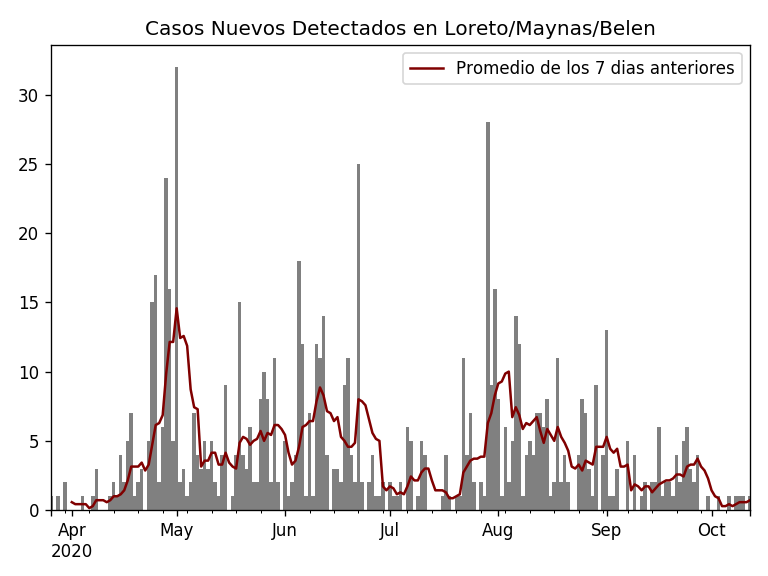 Casos Nuevos Detectados en Loreto/Maynas/Belen
Promedio de los 7 dias anteriores
30
25
20
15
10
5
0
Apr May Jun Jul Aug Sep Oct
2020